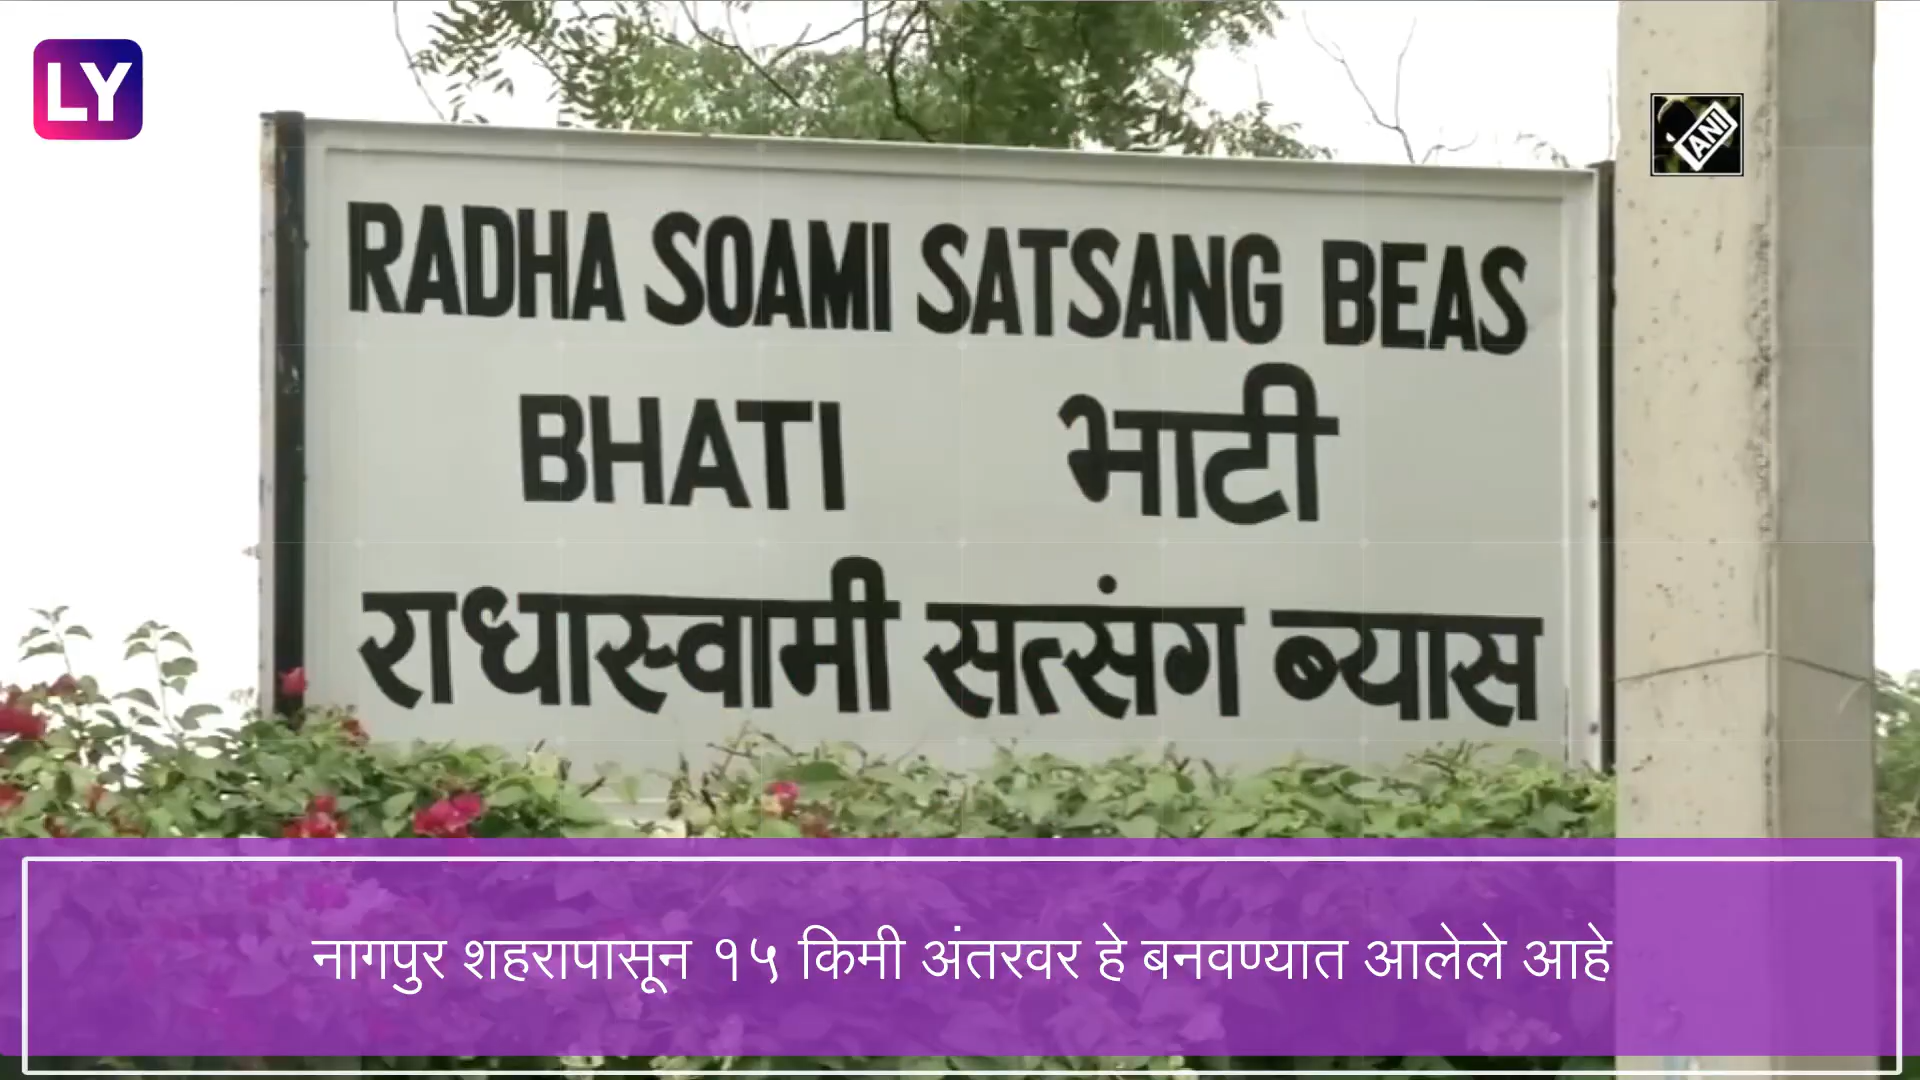 LY
ANI
RADHA SOAMI SATSANG BEAS
BHATI भाटी
राधास्वामी सत्संग ब्यास
नागपुर शहरापासून १५ किमी अंतरवर हे बनवण्यात आलेले आहे